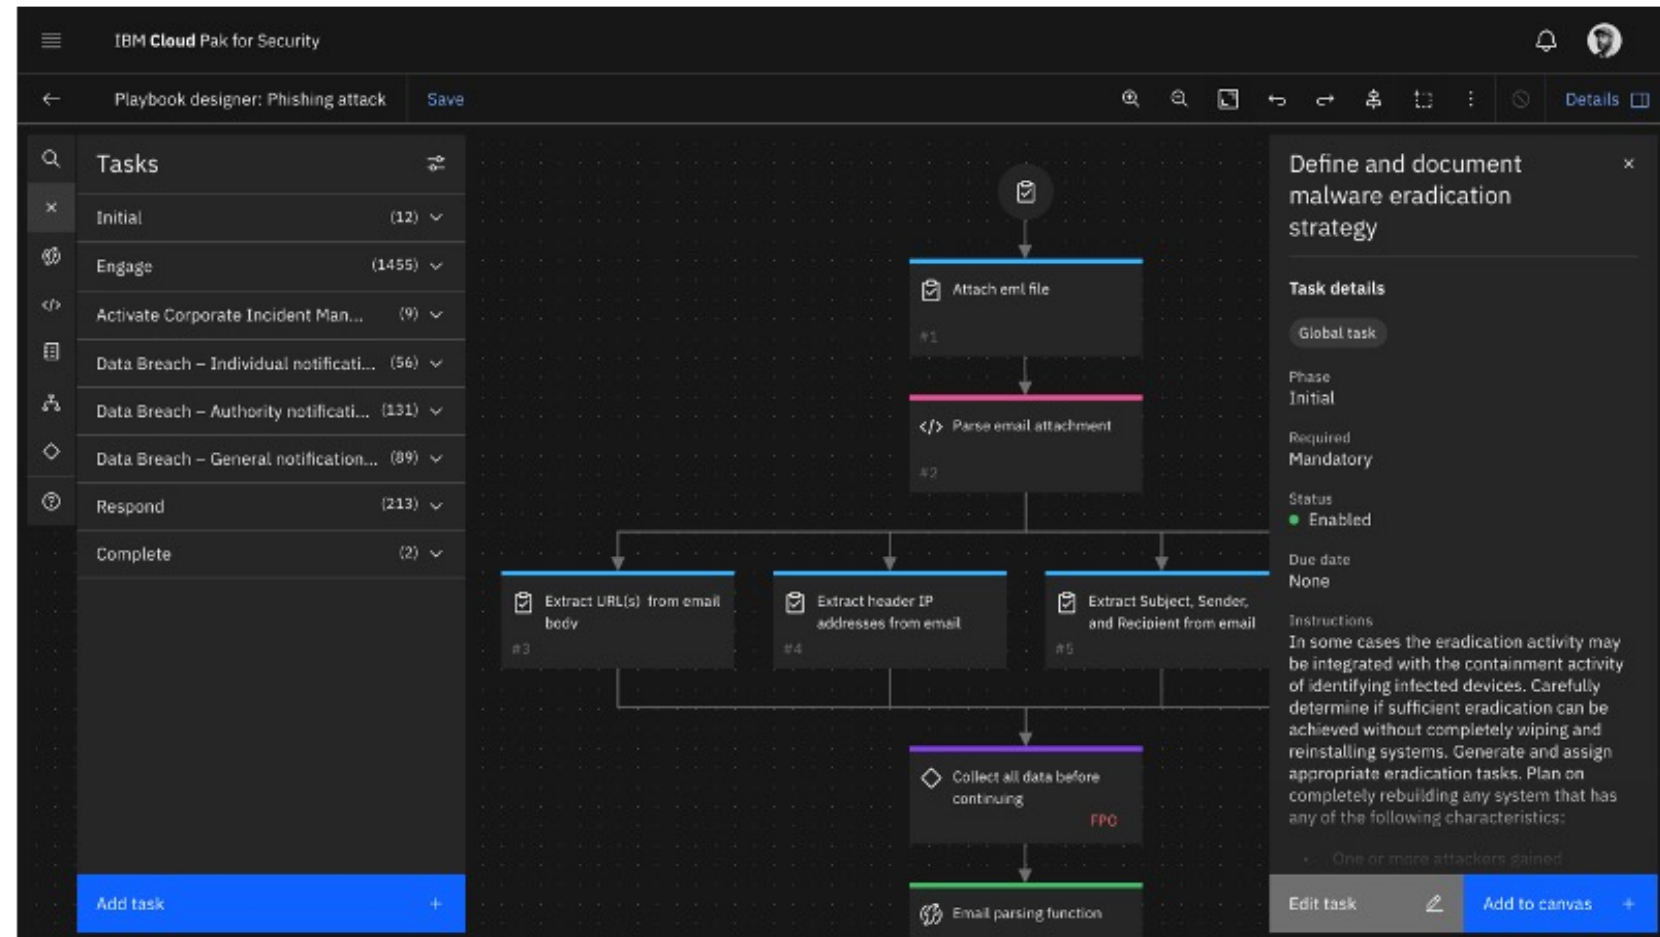 IBM Cloud Pak for Security
Playbook designer: Phishing attack
Save
Details
Tasks
Initial (12)
Engage (1455)
Activate Corporate Incident Man... (9)
Data Breach – Individual notificati... (56)
Data Breach – Authority notificati... (131)
Data Breach – General notification... (89)
Respond (213)
Complete (2)
Add task
+
Attach eml file
#1
</> Parse email attachment
#2
Extract URL(s) from email
body
#3
Extract header IP
addresses from email
#4
Extract Subject, Sender,
and Recipient from email
#5
Collect all data before
continuing
FPO
Email parsing function
Define and document
malware eradication
strategy
Task details
Global task
Phase
Initial
Required
Mandatory
Status
Enabled
Due date
None
Instructions
In some cases the eradication activity may
be integrated with the containment activity
of identifying infected devices. Carefully
determine if sufficient eradication can be
achieved without completely wiping and
reinstalling systems. Generate and assign
appropriate eradication tasks. Plan on
completely rebuilding any system that has
any of the following characteristics:
• One or more attackers gained
Edit task
Add to canvas +